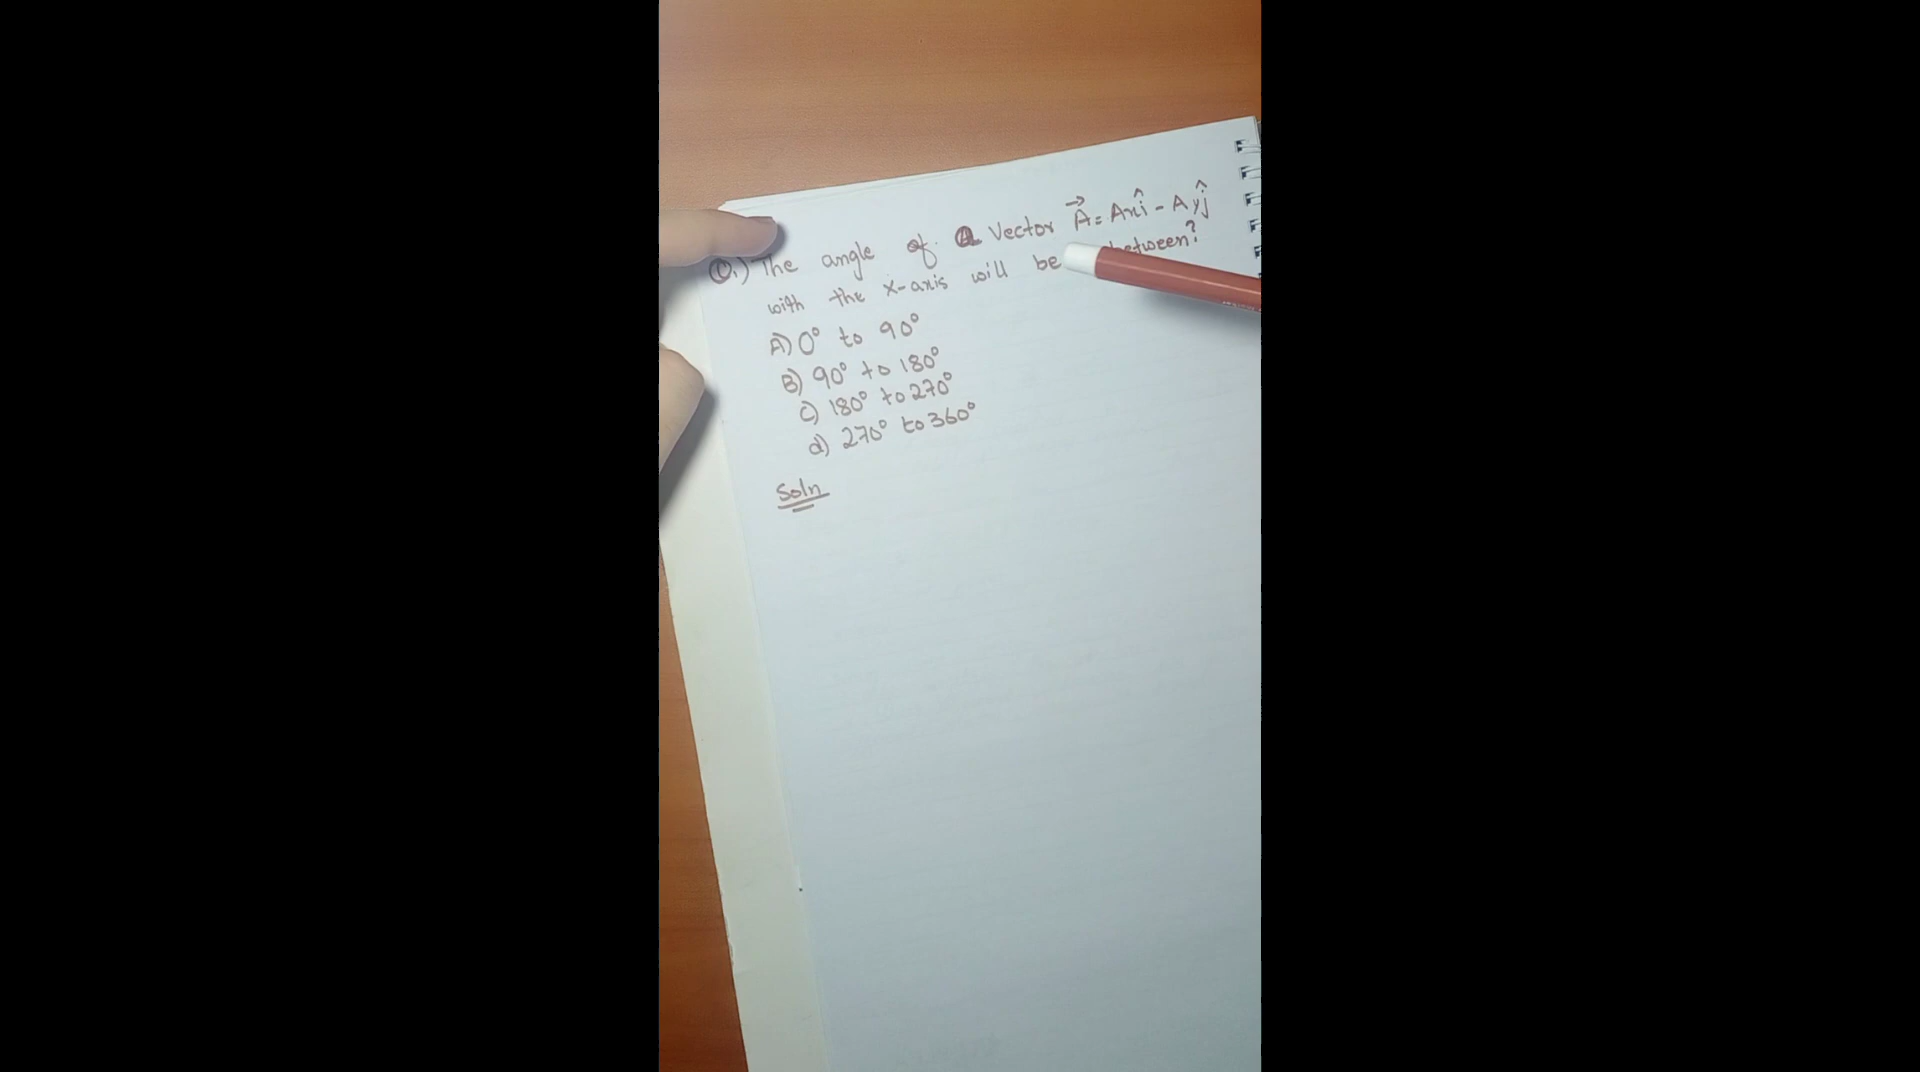 Q.) The angle of a Vector A⃗ = Axî - Ayĵ
with the x-axis will be between?
A) 0° to 90°
B) 90° to 180°
C) 180° to 270°
d) 270° to 360°
Soln